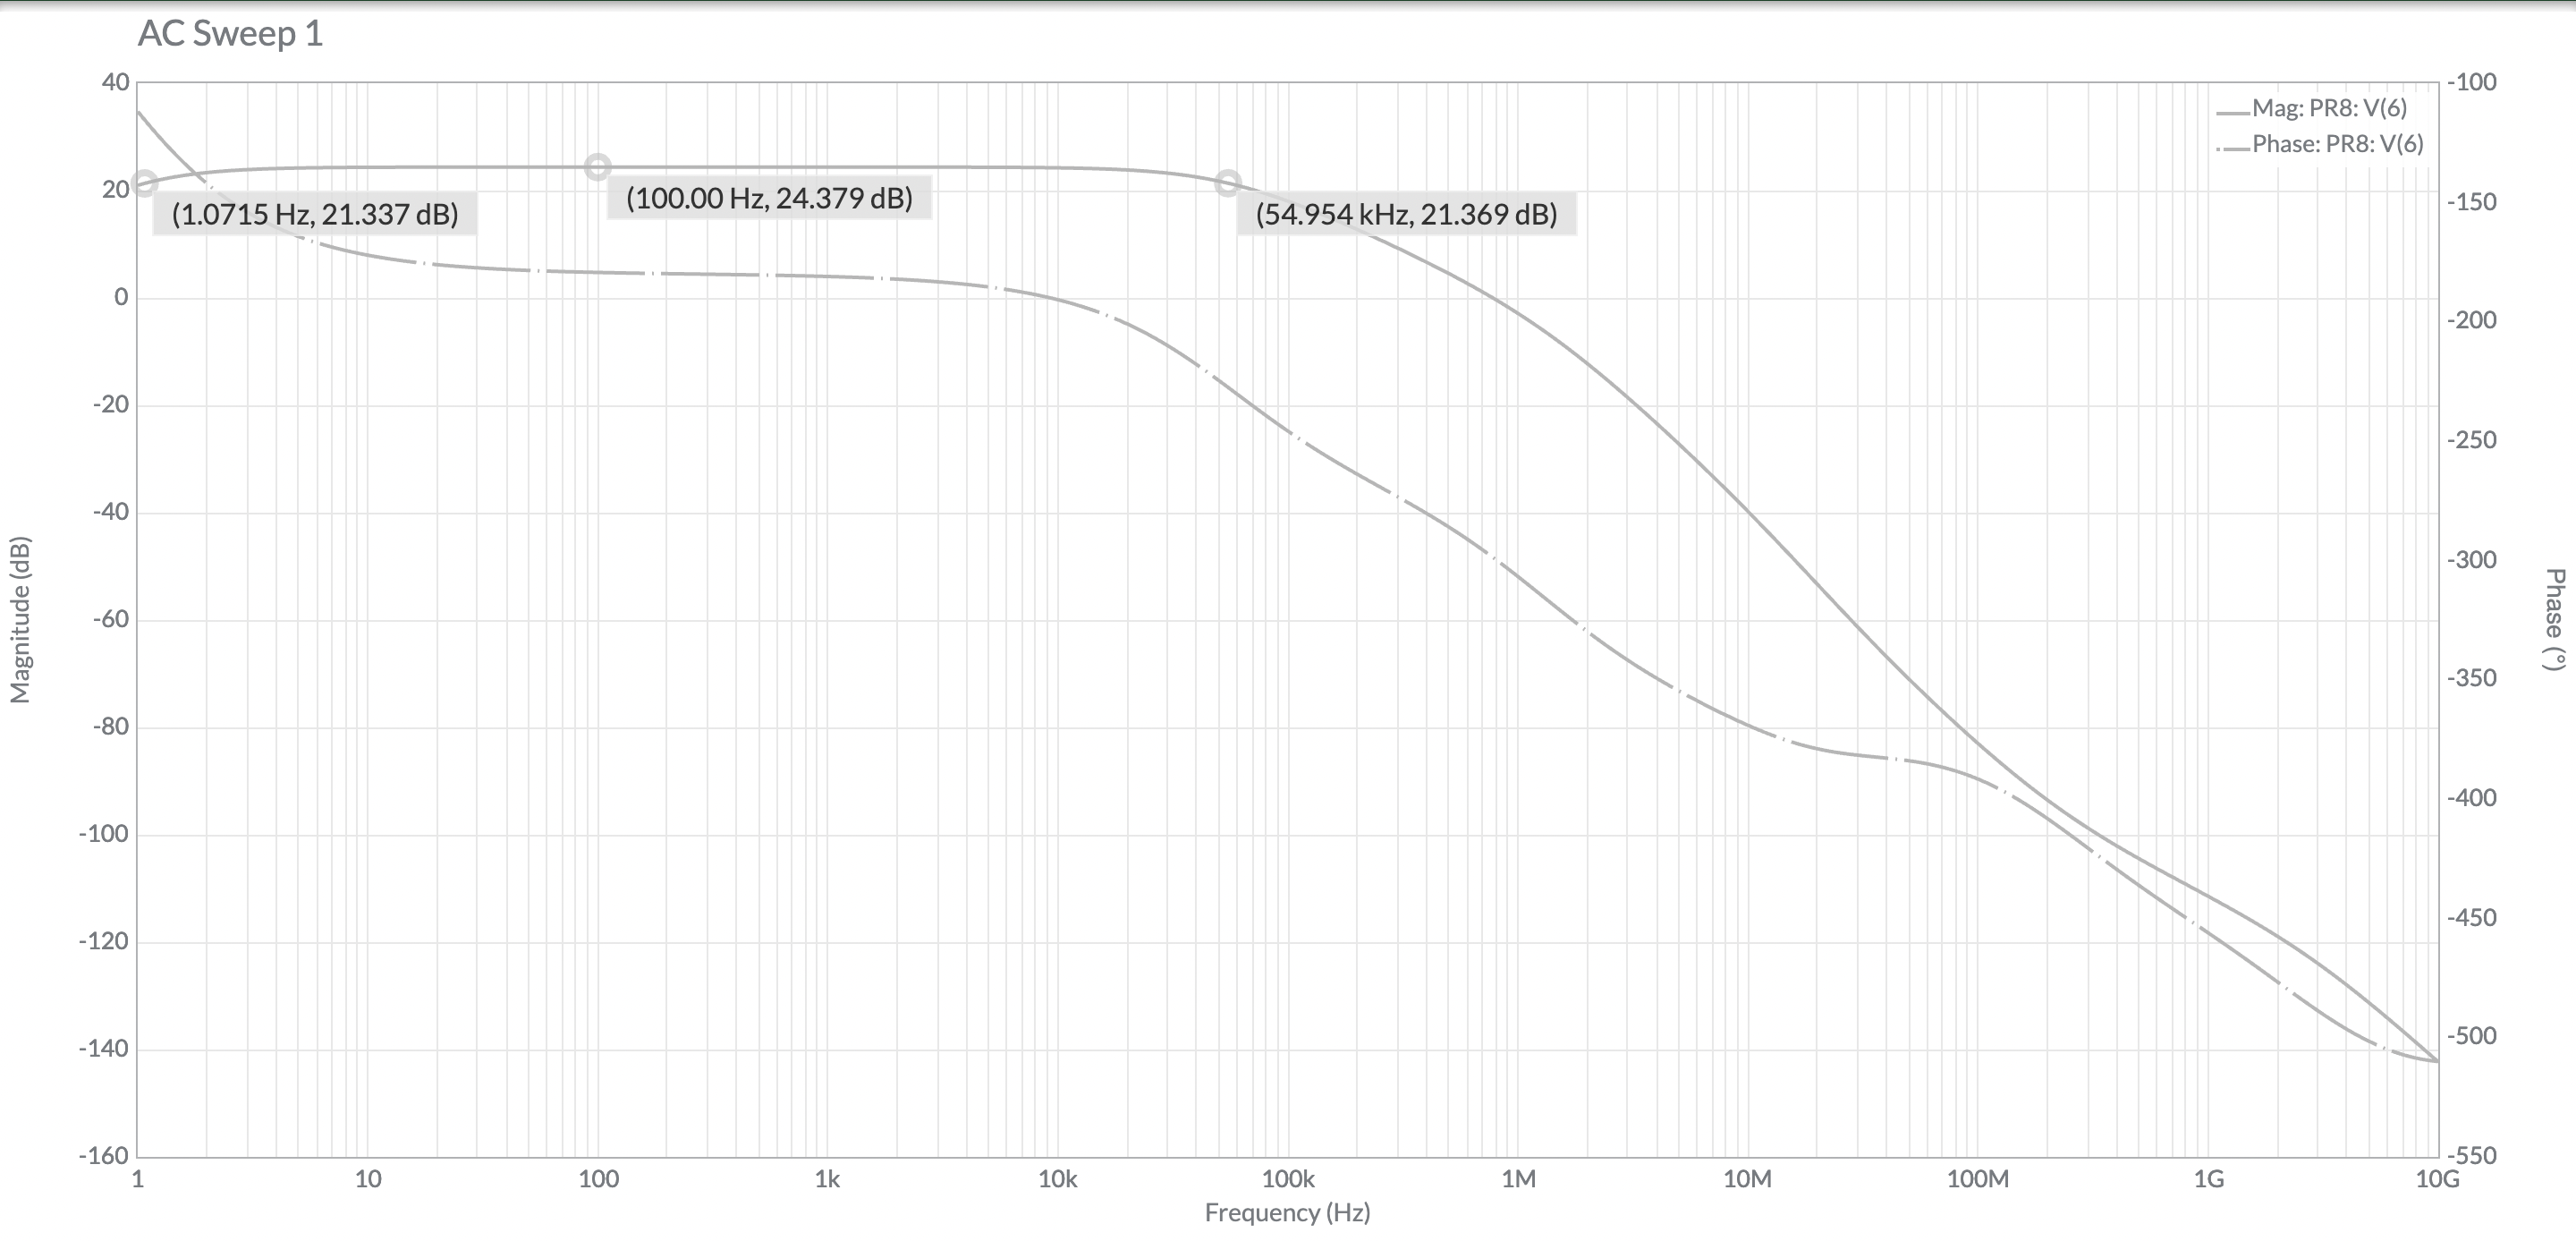 AC Sweep 1
40
20
0
-20
-40
-60
-80
-100
-120
-140
-160
Magnitude (dB)
(1.0715 Hz, 21.337 dB)
(100.00 Hz, 24.379 dB)
(54.954 kHz, 21.369 dB)
Mag: PR8: V(6)
Phase: PR8: V(6)
-100
-150
-200
-250
-300
-350
-400
-450
-500
-550
Phase (°)
1 10 100 1k 10k 100k 1M 10M 100M 1G 10G
Frequency (Hz)